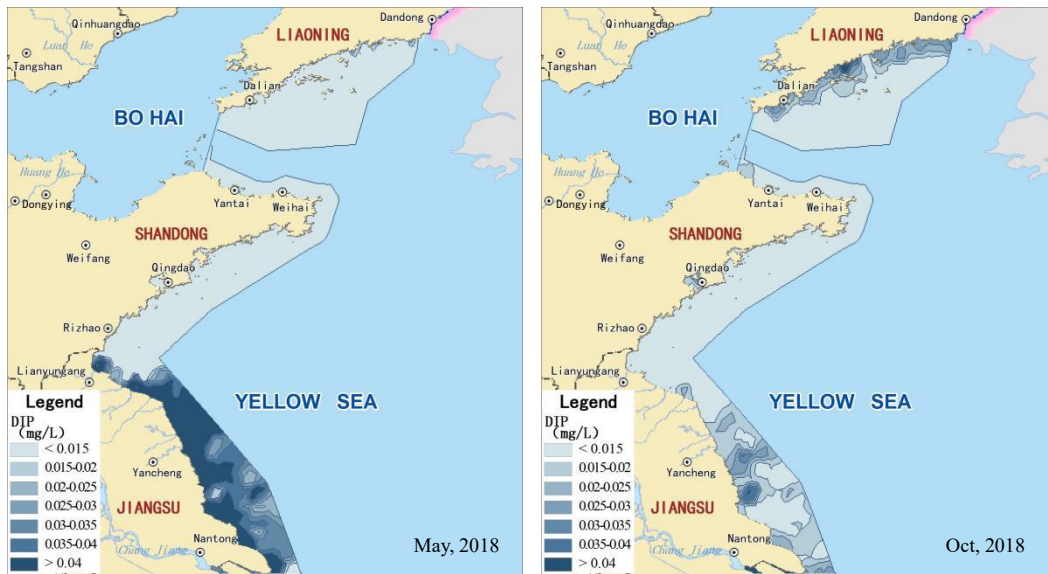 Dandong
Qinhuangdao
LIAONING
Luan He
Tangshan
Dalian
BO HAI
Huang He
Dongying
Yantai
Weihai
SHANDONG
Weifang
Qingdao
Rizhao
Lianyungang
YELLOW SEA
Legend
DIP
(mg/L)
< 0.015
0.015-0.02
0.02-0.025
0.025-0.03
0.03-0.035
0.035-0.04
> 0.04
Yancheng
JIANGSU
Nantong
Chang Jiang
May, 2018
Dandong
Qinhuangdao
LIAONING
Luan He
Tangshan
Dalian
BO HAI
Huang He
Dongying
Yantai
Weihai
SHANDONG
Weifang
Qingdao
Rizhao
Lianyungang
YELLOW SEA
Legend
DIP
(mg/L)
< 0.015
0.015-0.02
0.02-0.025
0.025-0.03
0.03-0.035
0.035-0.04
> 0.04
Yancheng
JIANGSU
Nantong
Chang Jiang
Oct, 2018